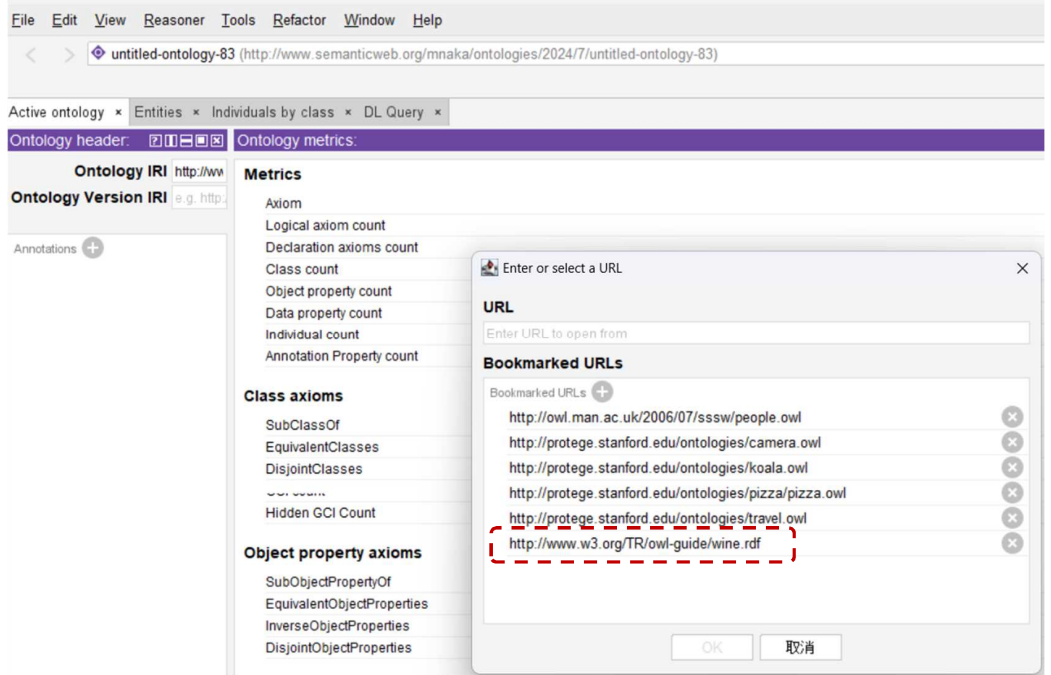 File Edit View Reasoner Tools Refactor Window Help
untitled-ontology-83 (http://www.semanticweb.org/mnaka/ontologies/2024/7/untitled-ontology-83)
Active ontology × Entities × Individuals by class × DL Query ×
Ontology header:
Ontology IRI http://ww
Ontology Version IRI e.g. http:
Annotations
Ontology metrics:
Metrics
Axiom
Logical axiom count
Declaration axioms count
Class count
Object property count
Data property count
Individual count
Annotation Property count
Class axioms
SubClassOf
EquivalentClasses
DisjointClasses
Hidden GCI Count
Object property axioms
SubObjectPropertyOf
EquivalentObjectProperties
InverseObjectProperties
DisjointObjectProperties
Enter or select a URL
URL
Enter URL to open from
Bookmarked URLs
Bookmarked URLs
http://owl.man.ac.uk/2006/07/sssw/people.owl
http://protege.stanford.edu/ontologies/camera.owl
http://protege.stanford.edu/ontologies/koala.owl
http://protege.stanford.edu/ontologies/pizza/pizza.owl
http://protege.stanford.edu/ontologies/travel.owl
http://www.w3.org/TR/owl-guide/wine.rdf
OK 取消